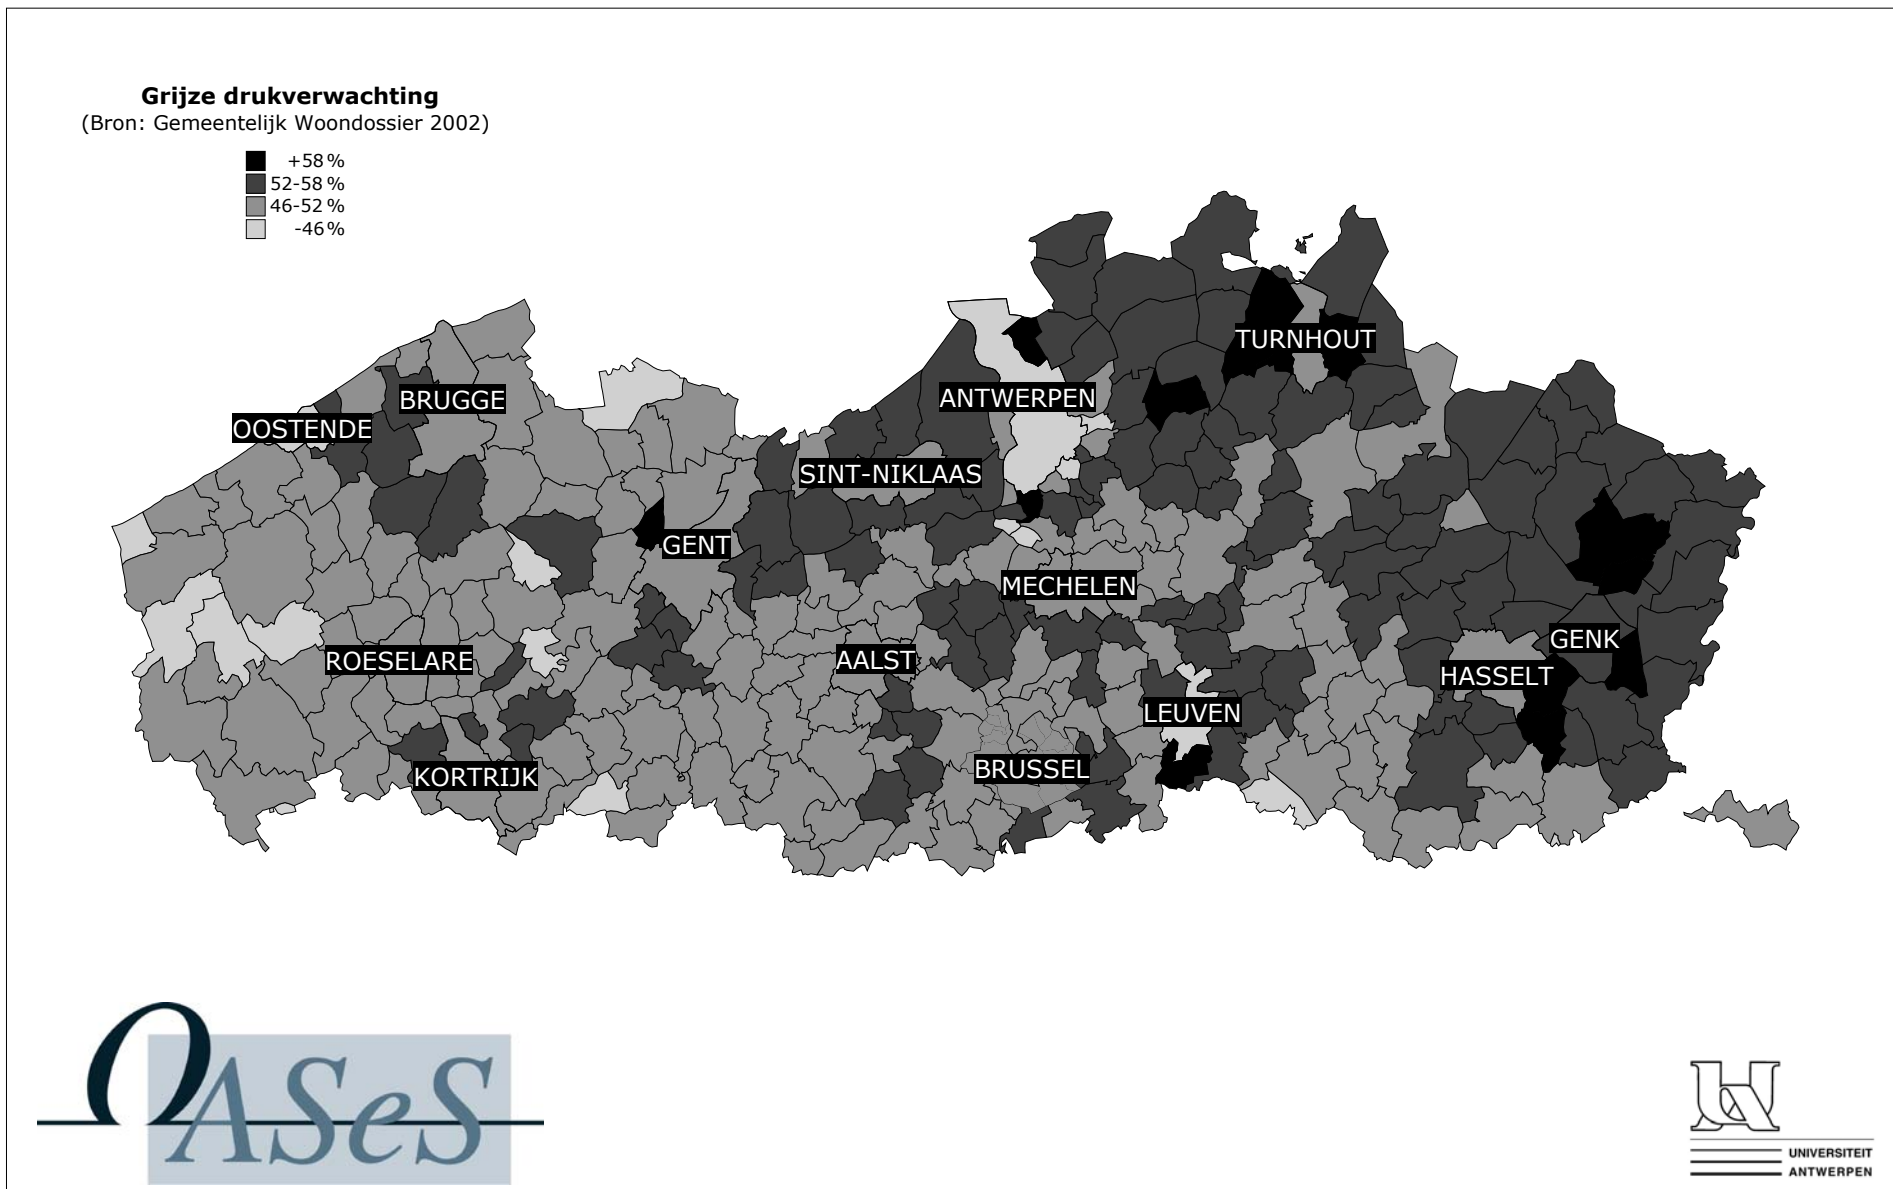 Grijze drukverwachting
(Bron: Gemeentelijk Woondossier 2002)
+58 %
52-58 %
46-52 %
-46 %
TURNHOUT
ANTWERPEN
BRUGGE
OOSTENDE
SINT-NIKLAAS
GENT
MECHELEN
GENK
ROESELARE
AALST
HASSELT
LEUVEN
BRUSSEL
KORTRIJK
OASeS
UA
UNIVERSITEIT
ANTWERPEN